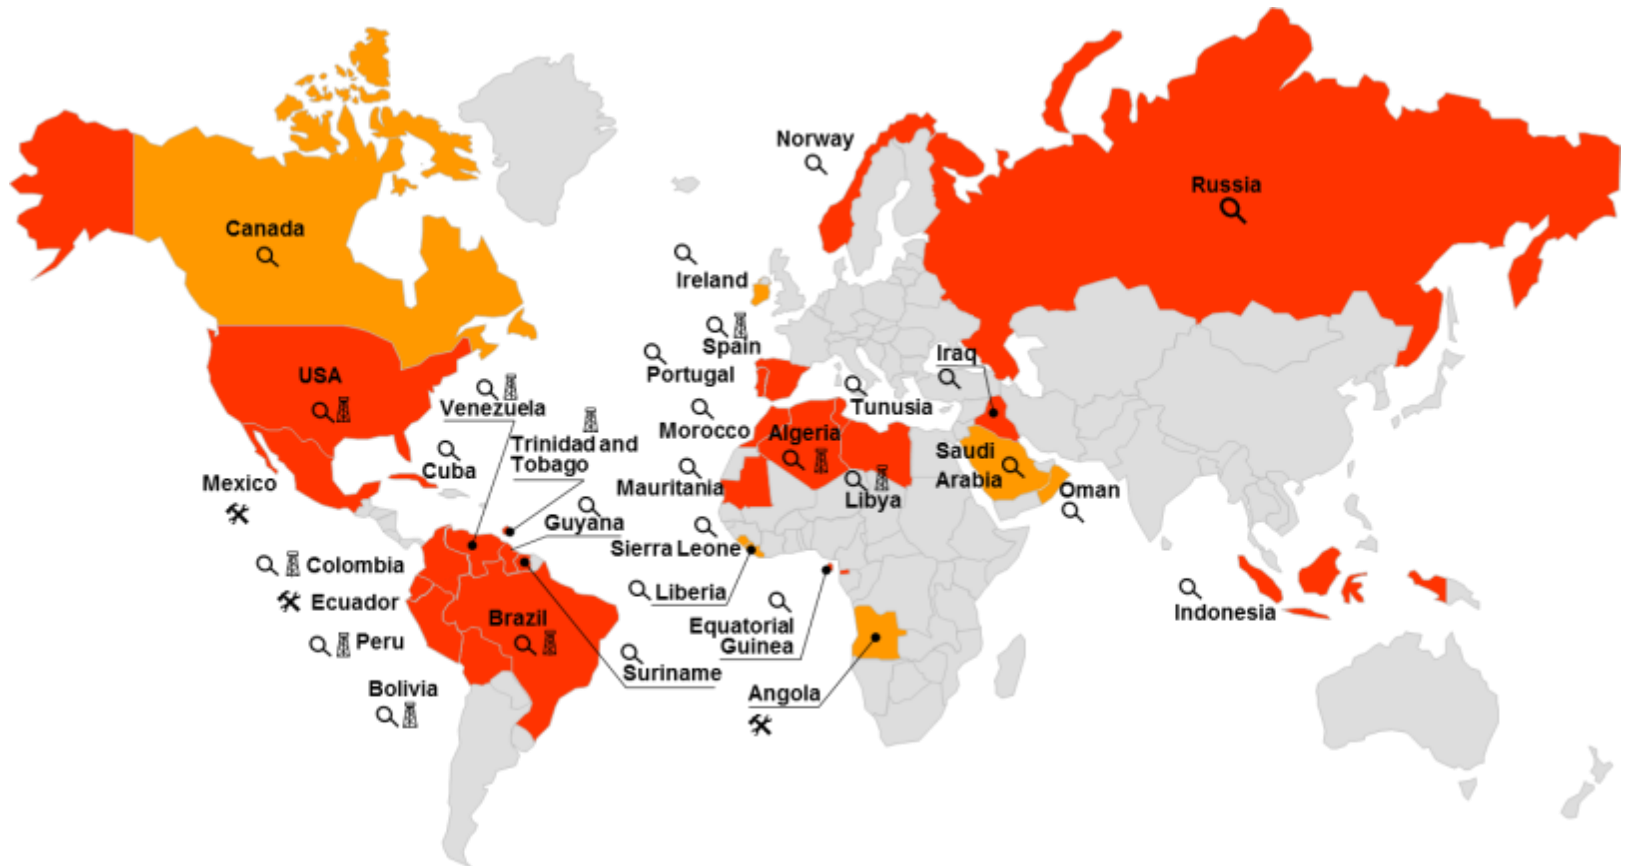 Norway
Russia
Canada
Ireland
Spain
Iraq
USA
Portugal
Venezuela
Tunusia
Morocco
Algeria
Trinidad and
Tobago
Cuba
Saudi
Arabia
Mexico
Mauritania
Libya
Oman
Guyana
Sierra Leone
Colombia
Liberia
Ecuador
Indonesia
Brazil
Equatorial
Guinea
Peru
Suriname
Bolivia
Angola